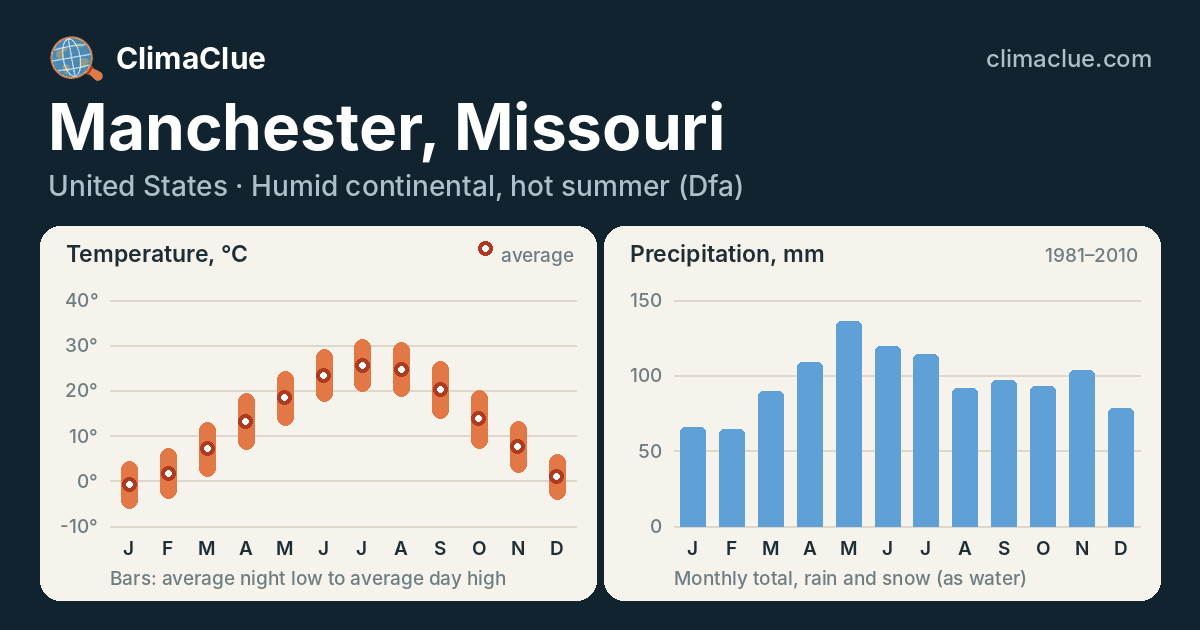 ClimaClue
climaclue.com
Manchester, Missouri
United States · Humid continental, hot summer (Dfa)
Temperature, °C
average
40°
30°
20°
10°
0°
-10°
J F M A M J J A S O N D
Bars: average night low to average day high
Precipitation, mm
1981–2010
150
100
50
0
J F M A M J J A S O N D
Monthly total, rain and snow (as water)